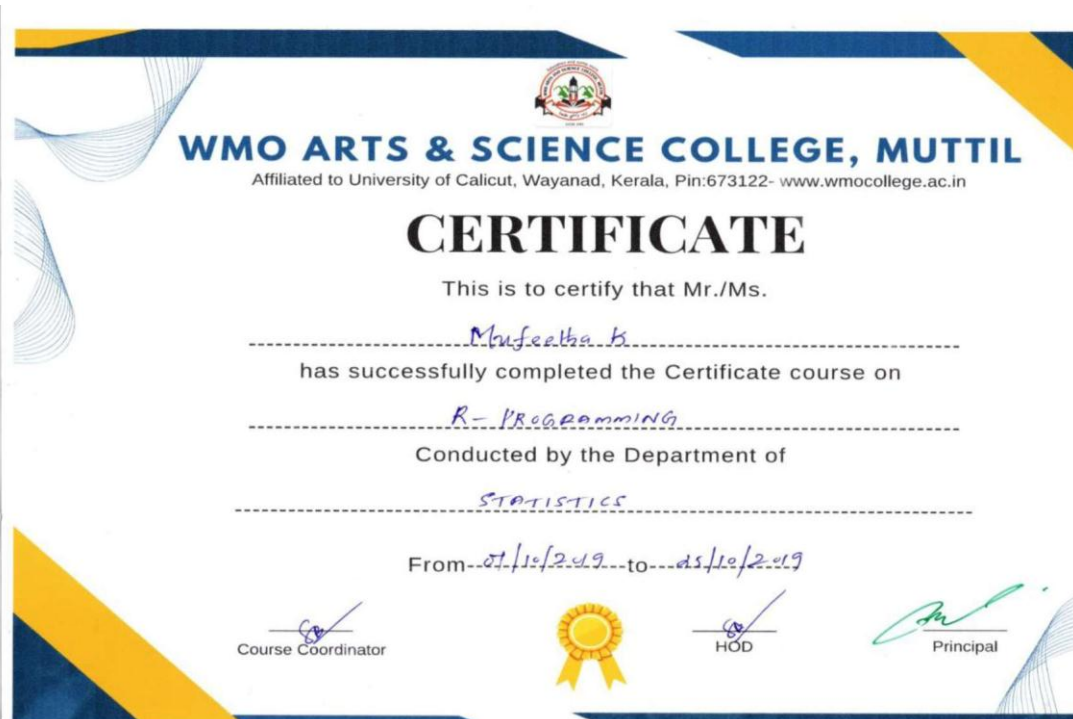 WMO ARTS & SCIENCE COLLEGE, MUTTIL
Affiliated to University of Calicut, Wayanad, Kerala, Pin:673122- www.wmocollege.ac.in
CERTIFICATE
This is to certify that Mr./Ms.
Mufeetha K
has successfully completed the Certificate course on
R- PROGRAMMING
Conducted by the Department of
STATISTICS
From 01/10/2019 to 25/10/2019
Course Coordinator
HOD
Principal